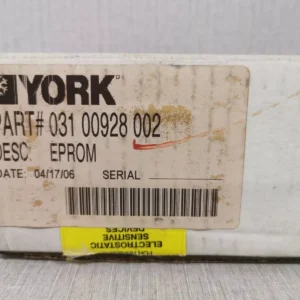 YORK
PART# 031 00928 002
DESC. EPROM
DATE: 04/17/06 SERIAL
ELECTROSTATIC
SENSITIVE
DEVICES